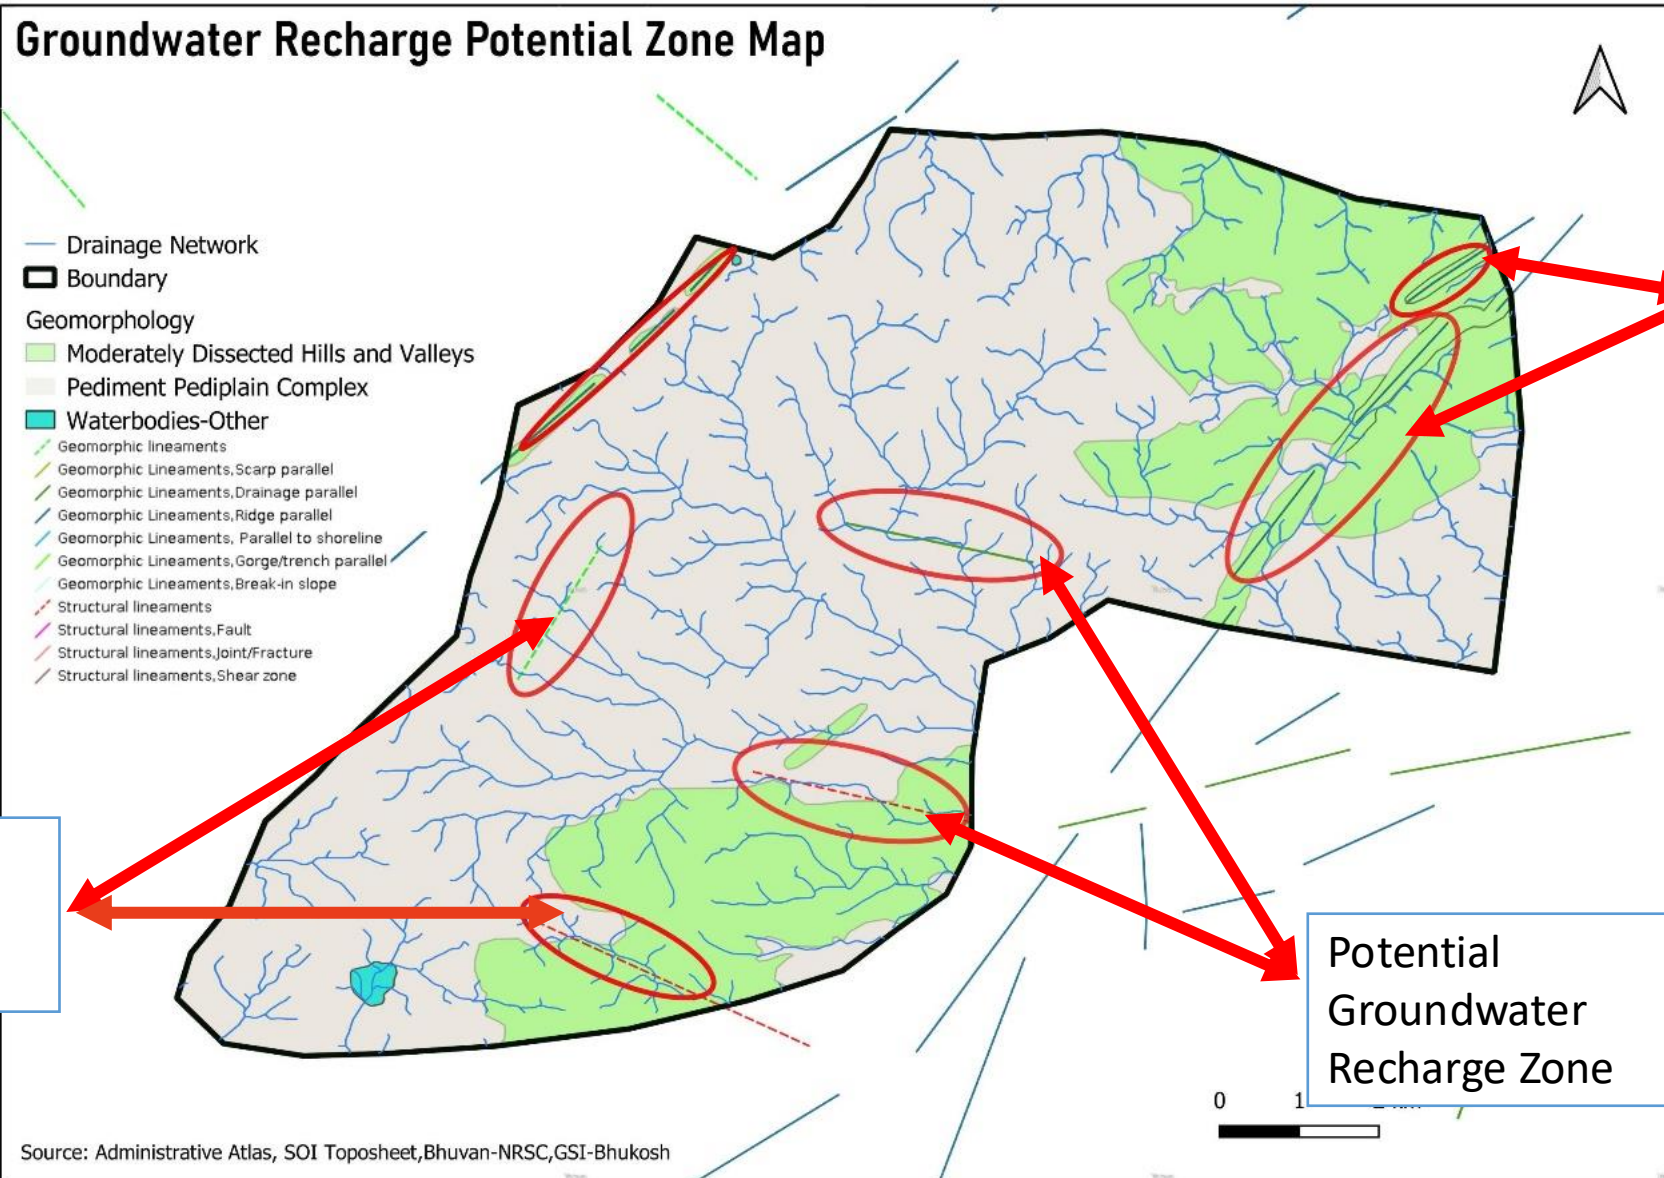 Groundwater Recharge Potential Zone Map
Drainage Network
Boundary
Geomorphology
Moderately Dissected Hills and Valleys
Pediment Pediplain Complex
Waterbodies-Other
Geomorphic lineaments
Geomorphic Lineaments,Scarp parallel
Geomorphic Lineaments,Drainage parallel
Geomorphic Lineaments,Ridge parallel
Geomorphic Lineaments, Parallel to shoreline
Geomorphic Lineaments,Gorge/trench parallel
Geomorphic Lineaments,Break-in slope
Structural lineaments
Structural lineaments,Fault
Structural lineaments,Joint/Fracture
Structural lineaments,Shear zone
Potential
Groundwater
Recharge Zone
0 1
Source: Administrative Atlas, SOI Toposheet,Bhuvan-NRSC,GSI-Bhukosh